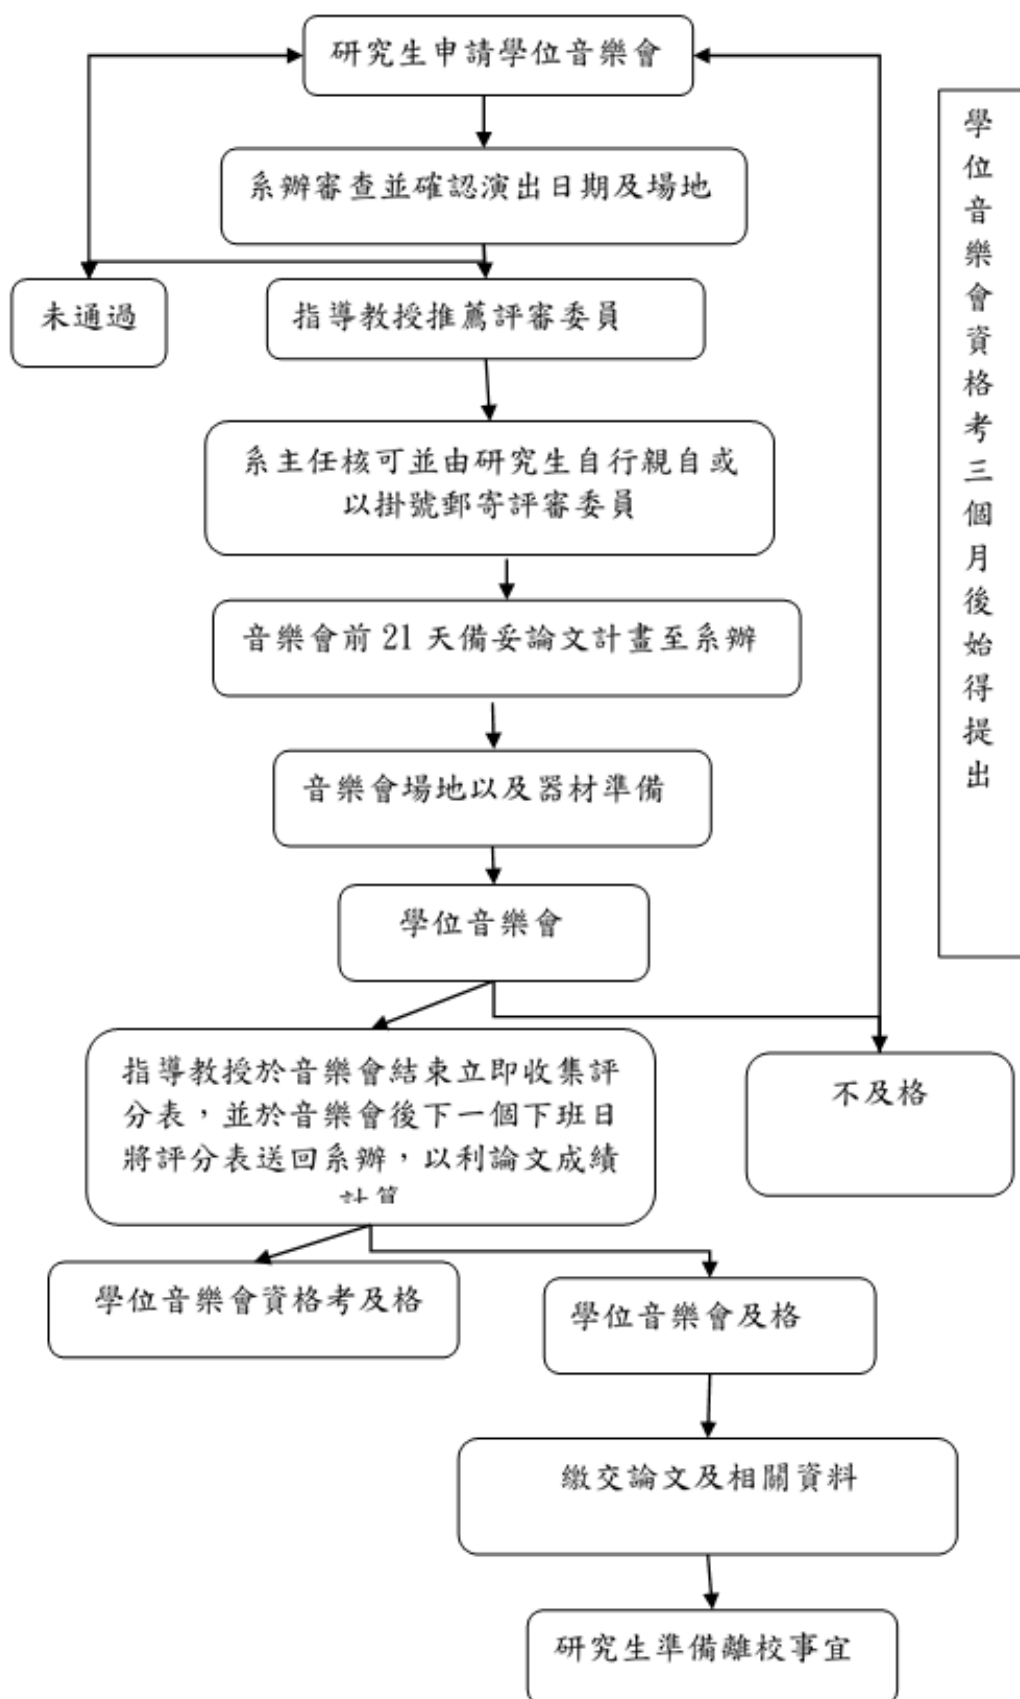 研究生申請學位音樂會
系辦審查並確認演出日期及場地
未通過
指導教授推薦評審委員
系主任核可並由研究生自行親自或
以掛號郵寄評審委員
音樂會前 21 天備妥論文計畫至系辦
音樂會場地以及器材準備
學位音樂會
指導教授於音樂會結束立即收集評
分表，並於音樂會後下一個下班日
將評分表送回系辦，以利論文成績
計算
不及格
學位音樂會資格考及格
學位音樂會及格
繳交論文及相關資料
研究生準備離校事宜
學位音樂會資格考三個月後始得提出